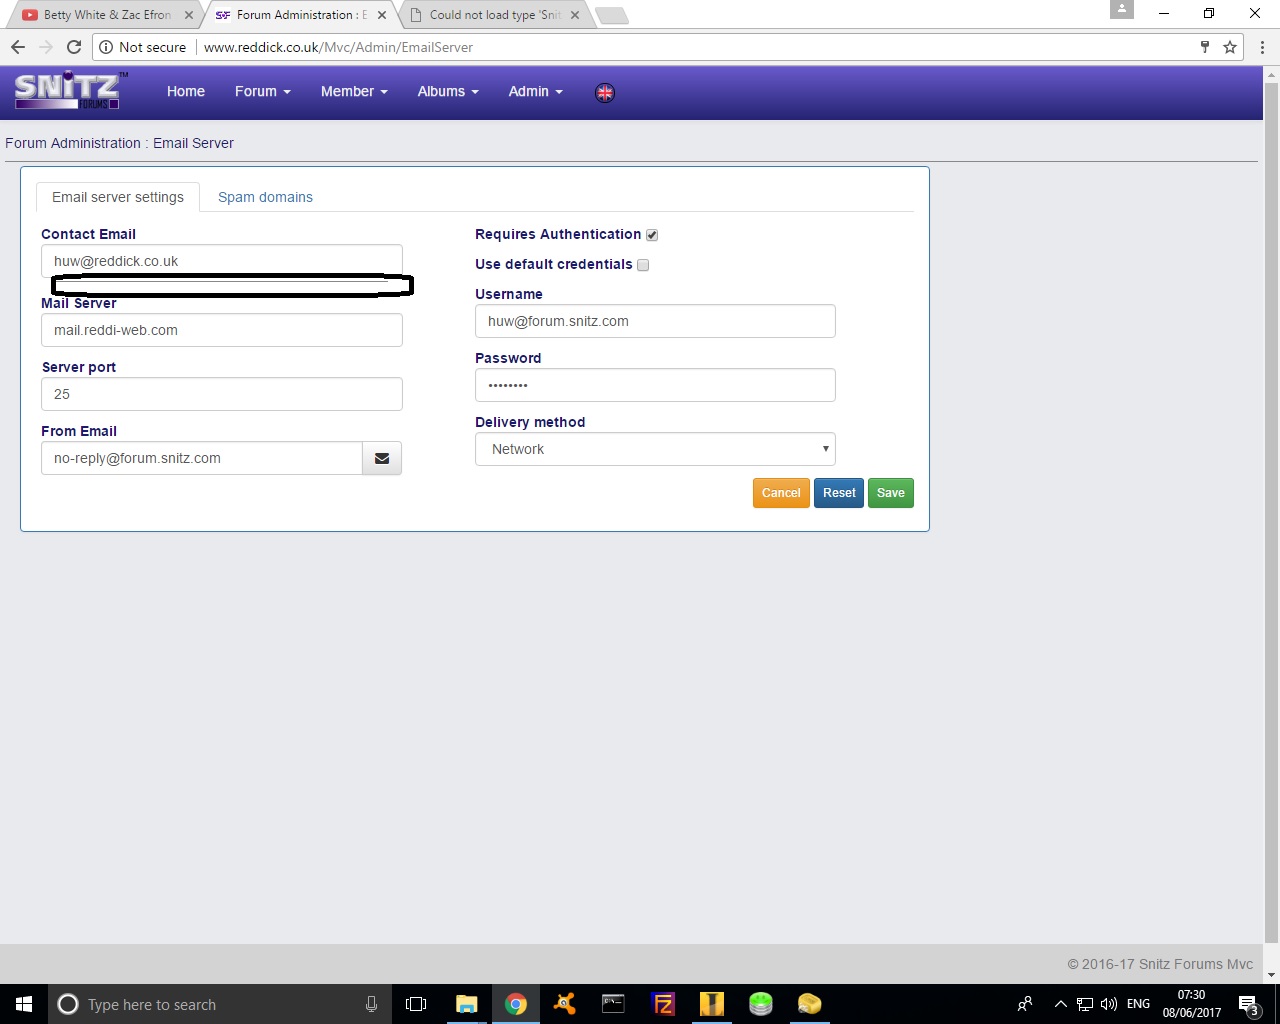 Betty White & Zac Efron
Forum Administration : E
Could not load type 'Snit
Not secure
www.reddick.co.uk/Mvc/Admin/EmailServer
SNiTZ™
FORUMS
Home
Forum
Member
Albums
Admin
Forum Administration : Email Server
Email server settings
Spam domains
Contact Email
huw@reddick.co.uk
Mail Server
mail.reddi-web.com
Server port
25
From Email
no-reply@forum.snitz.com
Requires Authentication
Use default credentials
Username
huw@forum.snitz.com
Password
••••••••
Delivery method
Network
Cancel
Reset
Save
© 2016-17 Snitz Forums Mvc
Type here to search
ENG
07:30
08/06/2017
3